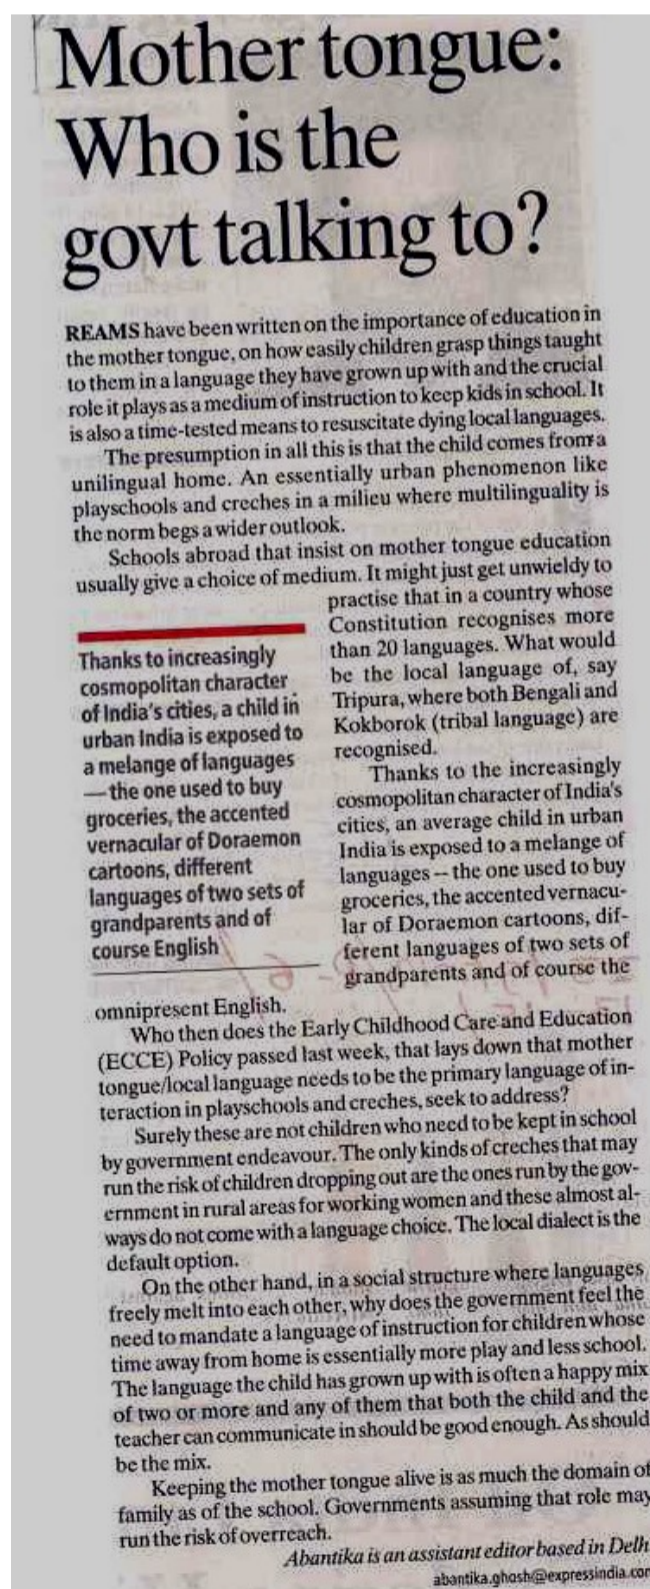 Mother tongue:
Who is the
govt talking to?
REAMS have been written on the importance of education in
the mother tongue, on how easily children grasp things taught
to them in a language they have grown up with and the crucial
role it plays as a medium of instruction to keep kids in school. It
is also a time-tested means to resuscitate dying local languages.
The presumption in all this is that the child comes from a
unilingual home. An essentially urban phenomenon like
playschools and creches in a milieu where multilinguality is
the norm begs a wider outlook.
Schools abroad that insist on mother tongue education
usually give a choice of medium. It might just get unwieldy to
practise that in a country whose
Constitution recognises more
than 20 languages. What would
be the local language of, say
Tripura, where both Bengali and
Kokborok (tribal language) are
recognised.
Thanks to the increasingly
cosmopolitan character of India's
cities, an average child in urban
India is exposed to a melange of
languages -- the one used to buy
groceries, the accented vernacu-
lar of Doraemon cartoons, dif-
ferent languages of two sets of
grandparents and of course the
Thanks to increasingly
cosmopolitan character
of India's cities, a child in
urban India is exposed to
a melange of languages
— the one used to buy
groceries, the accented
vernacular of Doraemon
cartoons, different
languages of two sets of
grandparents and of
course English
omnipresent English.
Who then does the Early Childhood Care and Education
(ECCE) Policy passed last week, that lays down that mother
tongue/local language needs to be the primary language of in-
teraction in playschools and creches, seek to address?
Surely these are not children who need to be kept in school
by government endeavour. The only kinds of creches that may
run the risk of children dropping out are the ones run by the gov-
ernment in rural areas for working women and these almost al-
ways do not come with a language choice. The local dialect is the
default option.
On the other hand, in a social structure where languages
freely melt into each other, why does the government feel the
need to mandate a language of instruction for children whose
time away from home is essentially more play and less school.
The language the child has grown up with is often a happy mix
of two or more and any of them that both the child and the
teacher can communicate in should be good enough. As should
be the mix.
Keeping the mother tongue alive is as much the domain of
family as of the school. Governments assuming that role may
run the risk of overreach.
Abantika is an assistant editor based in Delh
abantika.ghosh@expressindia.com